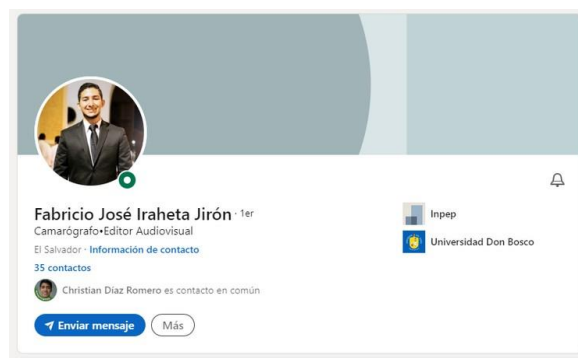 Fabricio José Iraheta Jirón · 1er
Camarógrafo•Editor Audiovisual
El Salvador · Información de contacto
35 contactos
Christian Díaz Romero es contacto en común
Enviar mensaje
Más
Inpep
Universidad Don Bosco